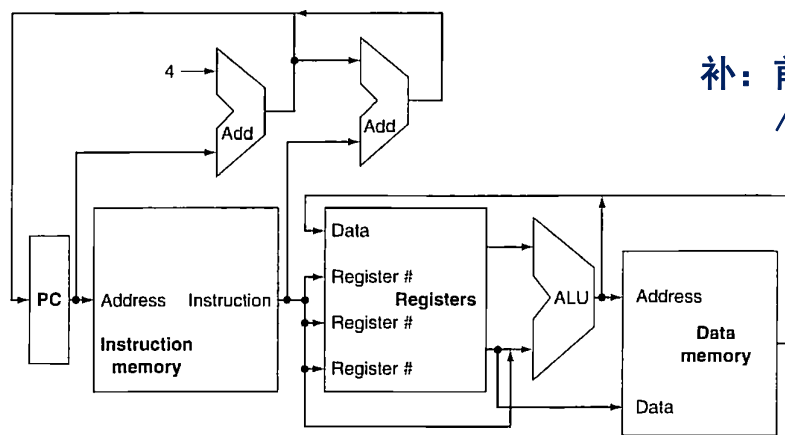 4
Add
Add
补：
Data
Register #
PC
Address
Instruction
Registers
ALU
Address
Register #
Data
memory
Instruction
memory
Register #
Data